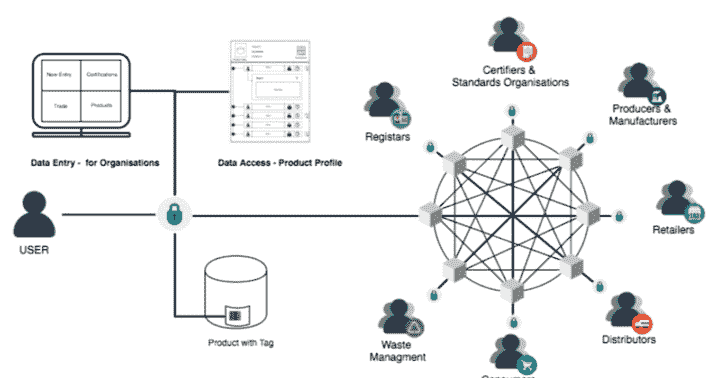 New Entry
Certifications
Trade
Products
Data Entry - for Organisations
Data Access - Product Profile
USER
Product with Tag
Certifiers &
Standards Organisations
Producers &
Manufacturers
Registars
Retailers
Distributors
Waste
Managment
Consumers